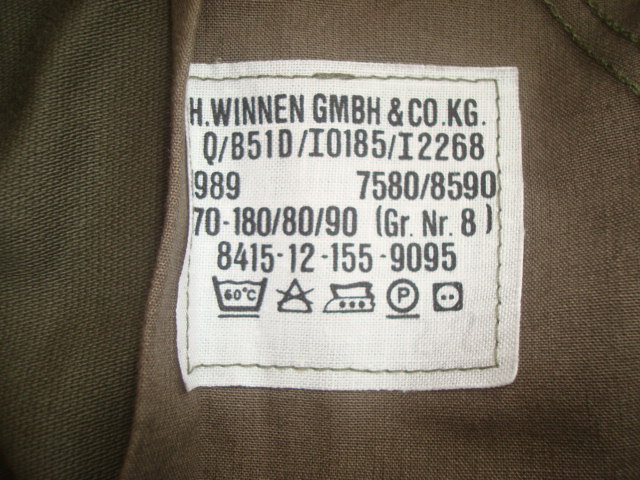 H.WINNEN GMBH & CO.KG.
Q/B51D/I0185/I2268
989 7580/8590
70-180/80/90 (Gr. Nr. 8)
8415-12-155-9095
60°C P